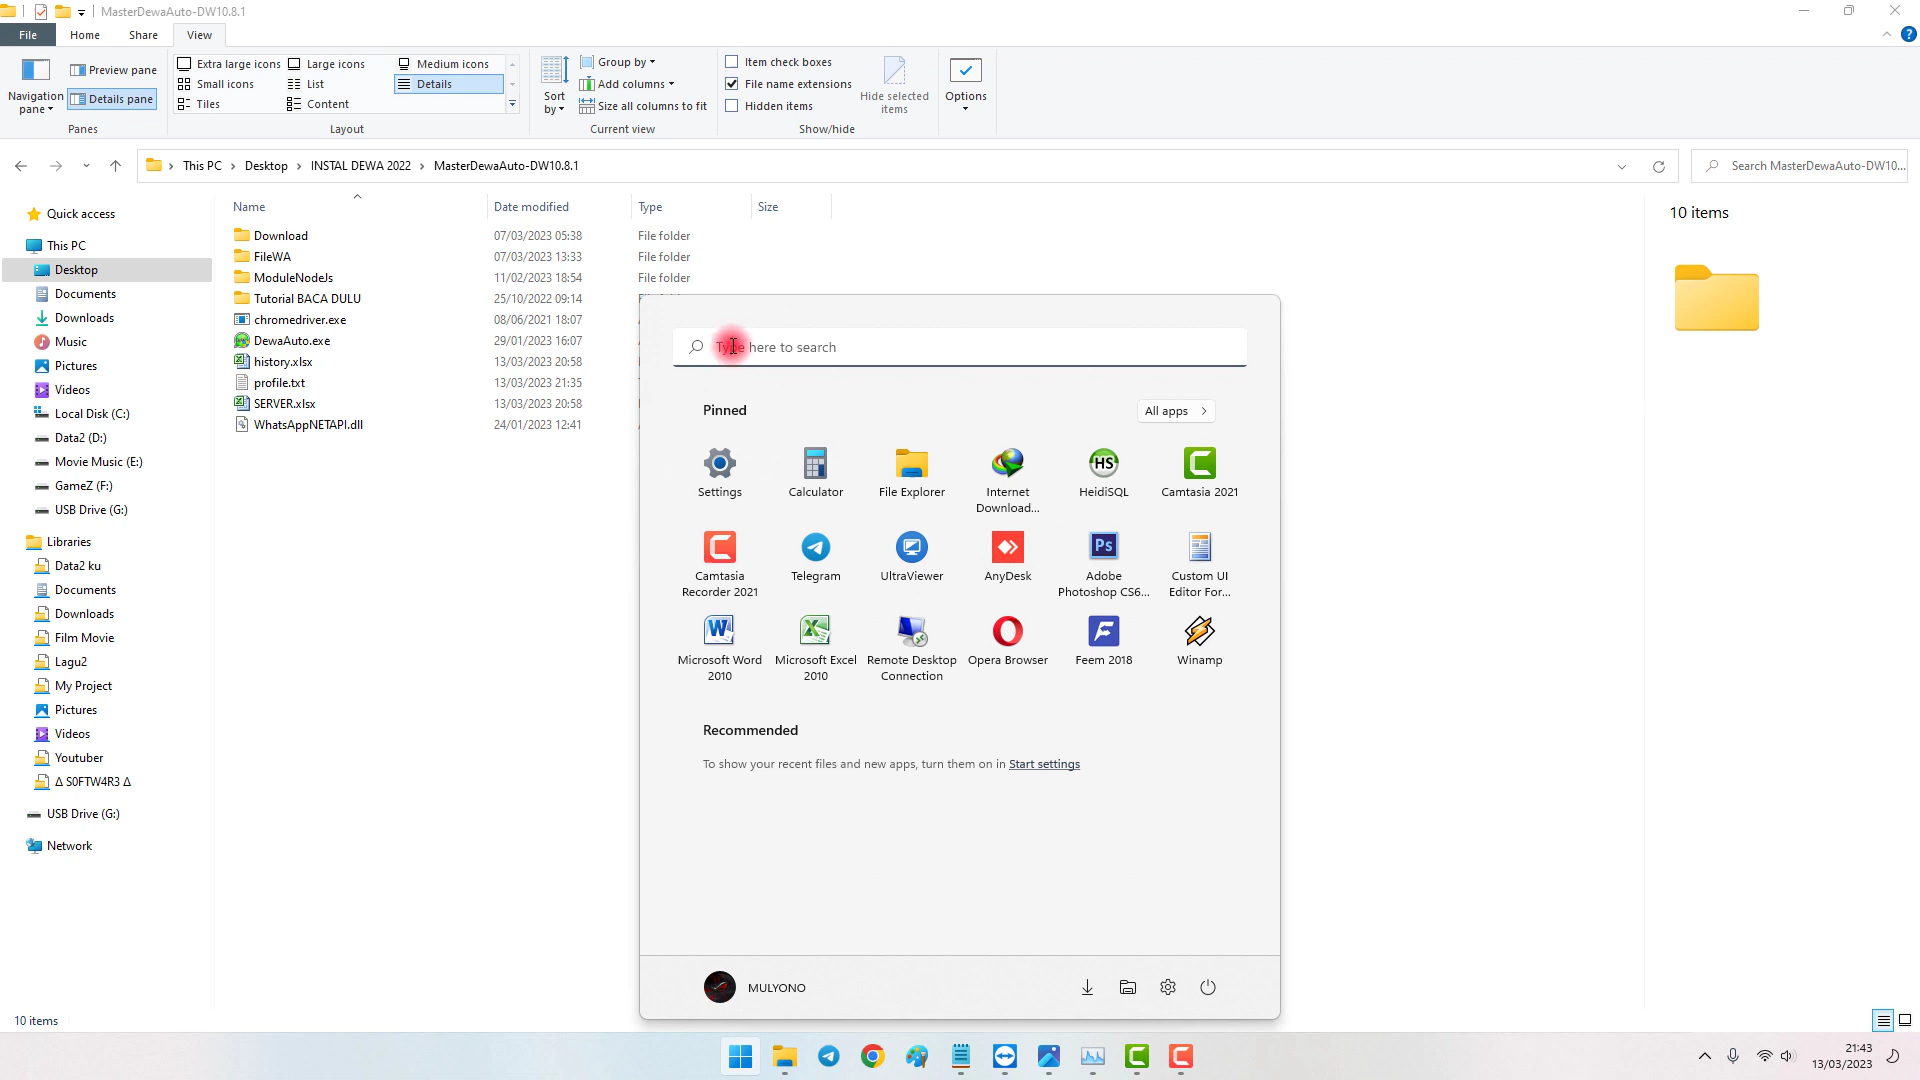 MasterDewaAuto-DW10.8.1
File Home Share View
Navigation pane
Preview pane
Details pane
Panes
Extra large icons Large icons Medium icons
Small icons List Details
Tiles Content
Layout
Sort by
Group by
Add columns
Size all columns to fit
Current view
Item check boxes
File name extensions
Hidden items
Hide selected items
Show/hide
Options
This PC Desktop INSTAL DEWA 2022 MasterDewaAuto-DW10.8.1
Search MasterDewaAuto-DW10...
Quick access
This PC
Desktop
Documents
Downloads
Music
Pictures
Videos
Local Disk (C:)
Data2 (D:)
Movie Music (E:)
GameZ (F:)
USB Drive (G:)
Libraries
Data2 ku
Documents
Downloads
Film Movie
Lagu2
My Project
Pictures
Videos
Youtuber
Δ S0FTW4R3 Δ
USB Drive (G:)
Network
Name Date modified Type Size
Download 07/03/2023 05:38 File folder
FileWA 07/03/2023 13:33 File folder
ModuleNodeJs 11/02/2023 18:54 File folder
Tutorial BACA DULU 25/10/2022 09:14
chromedriver.exe 08/06/2021 18:07
DewaAuto.exe 29/01/2023 16:07
history.xlsx 13/03/2023 20:58
profile.txt 13/03/2023 21:35
SERVER.xlsx 13/03/2023 20:58
WhatsAppNETAPI.dll 24/01/2023 12:41
10 items
Type here to search
Pinned All apps
Settings Calculator File Explorer Internet Download... HeidiSQL Camtasia 2021
Camtasia Recorder 2021 Telegram UltraViewer AnyDesk Adobe Photoshop CS6... Custom UI Editor For...
Microsoft Word 2010 Microsoft Excel 2010 Remote Desktop Connection Opera Browser Feem 2018 Winamp
Recommended
To show your recent files and new apps, turn them on in Start settings
MULYONO
10 items
21:43
13/03/2023